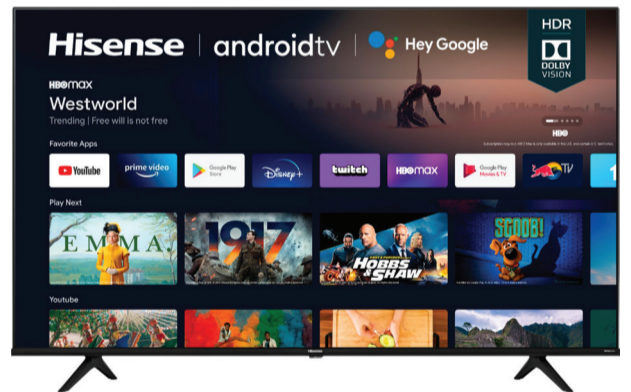 Hisense androidtv Hey Google
HDR
DOLBY
VISION
HBOMAX
Westworld
Trending | Free will is not free
HBO
Favorite Apps
YouTube prime video Google Play Store Disney+ twitch HBOMAX Google Play Movies & TV TV 1
Play Next
EMMA. 1917 HOBBS & SHAW SCOOB!
Youtube
Hisense